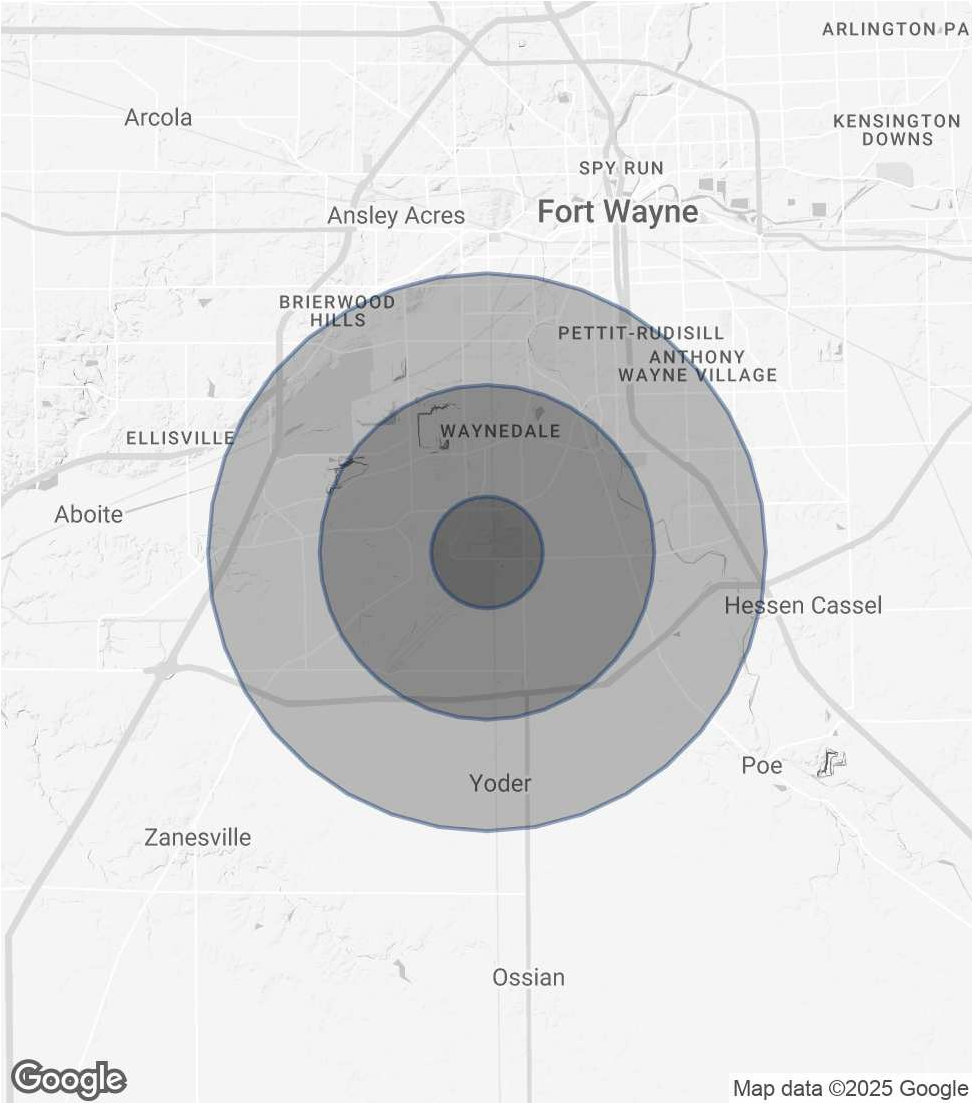 ARLINGTON PA
Arcola
KENSINGTON
DOWNS
SPY RUN
Ansley Acres
Fort Wayne
BRIERWOOD
HILLS
PETTIT-RUDISILL
ANTHONY
WAYNE VILLAGE
ELLISVILLE
WAYNEDALE
Aboite
Hessen Cassel
Poe
Yoder
Zanesville
Ossian
Google
Map data ©2025 Google